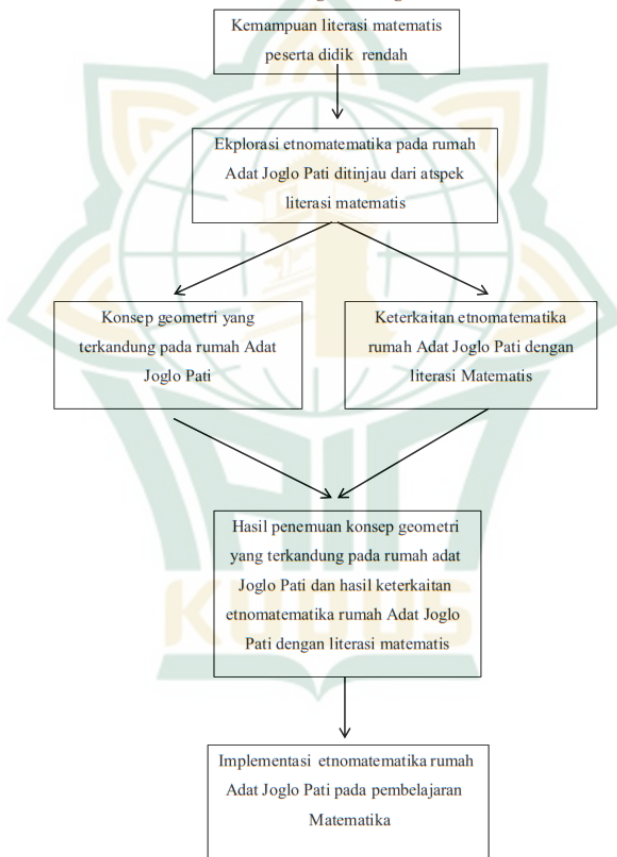 Kemampuan literasi matematis
peserta didik rendah
Ekplorasi etnomatematika pada rumah
Adat Joglo Pati ditinjau dari atspek
literasi matematis
Konsep geometri yang
terkandung pada rumah Adat
Joglo Pati
Keterkaitan etnomatematika
rumah Adat Joglo Pati dengan
literasi Matematis
Hasil penemuan konsep geometri
yang terkandung pada rumah adat
Joglo Pati dan hasil keterkaitan
etnomatematika rumah Adat Joglo
Pati dengan literasi matematis
KUDUS
Implementasi etnomatematika rumah
Adat Joglo Pati pada pembelajaran
Matematika